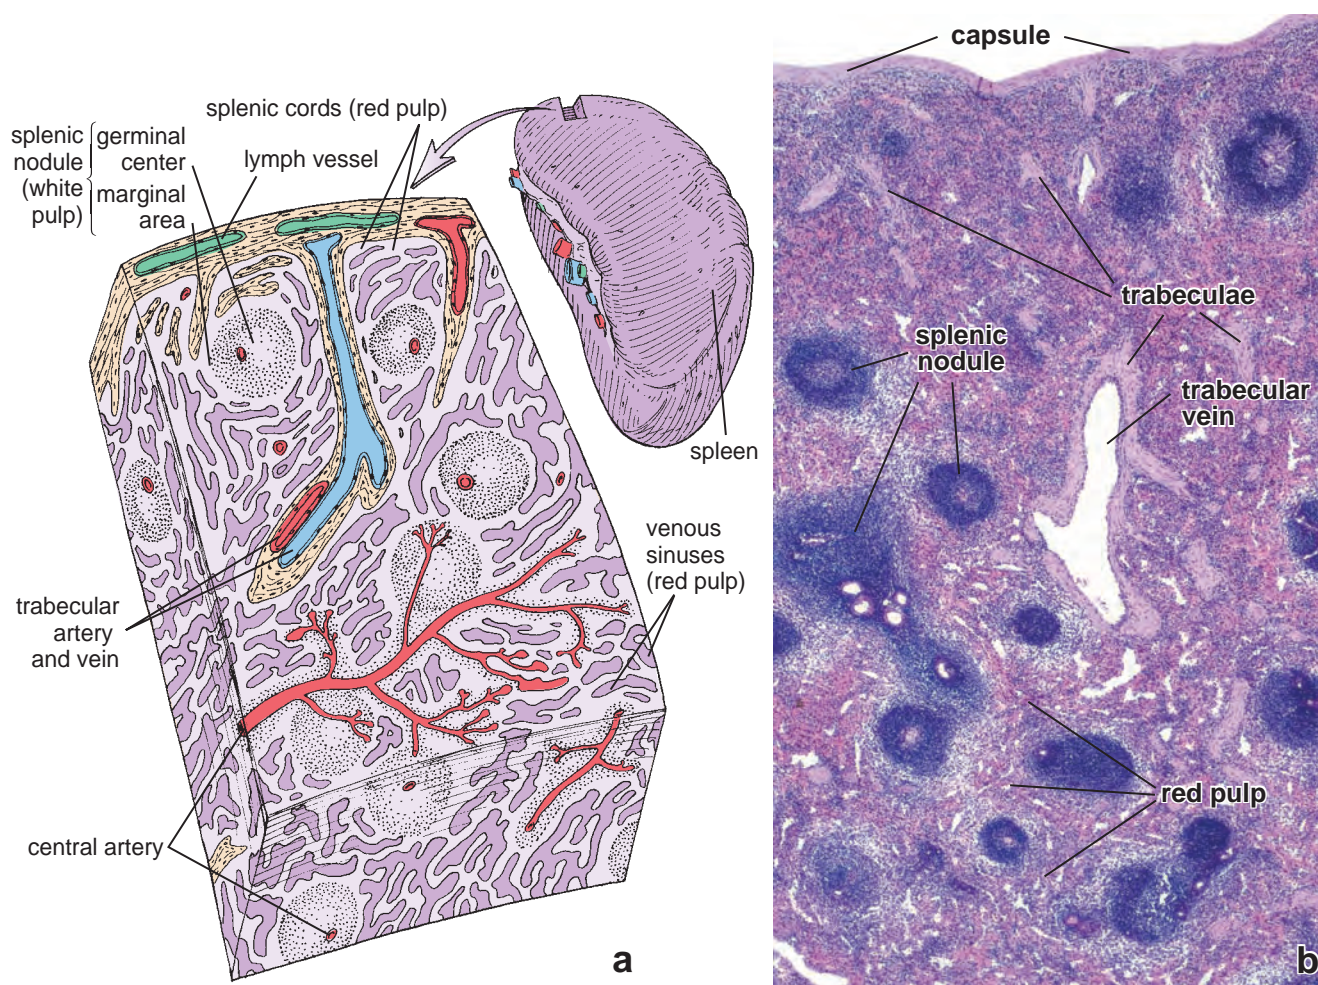 splenic cords (red pulp)
splenic
nodule
(white
pulp)
germinal
center
marginal
area
lymph vessel
spleen
venous
sinuses
(red pulp)
trabecular
artery
and vein
central artery
a
capsule
trabeculae
splenic
nodule
trabecular
vein
red pulp
b